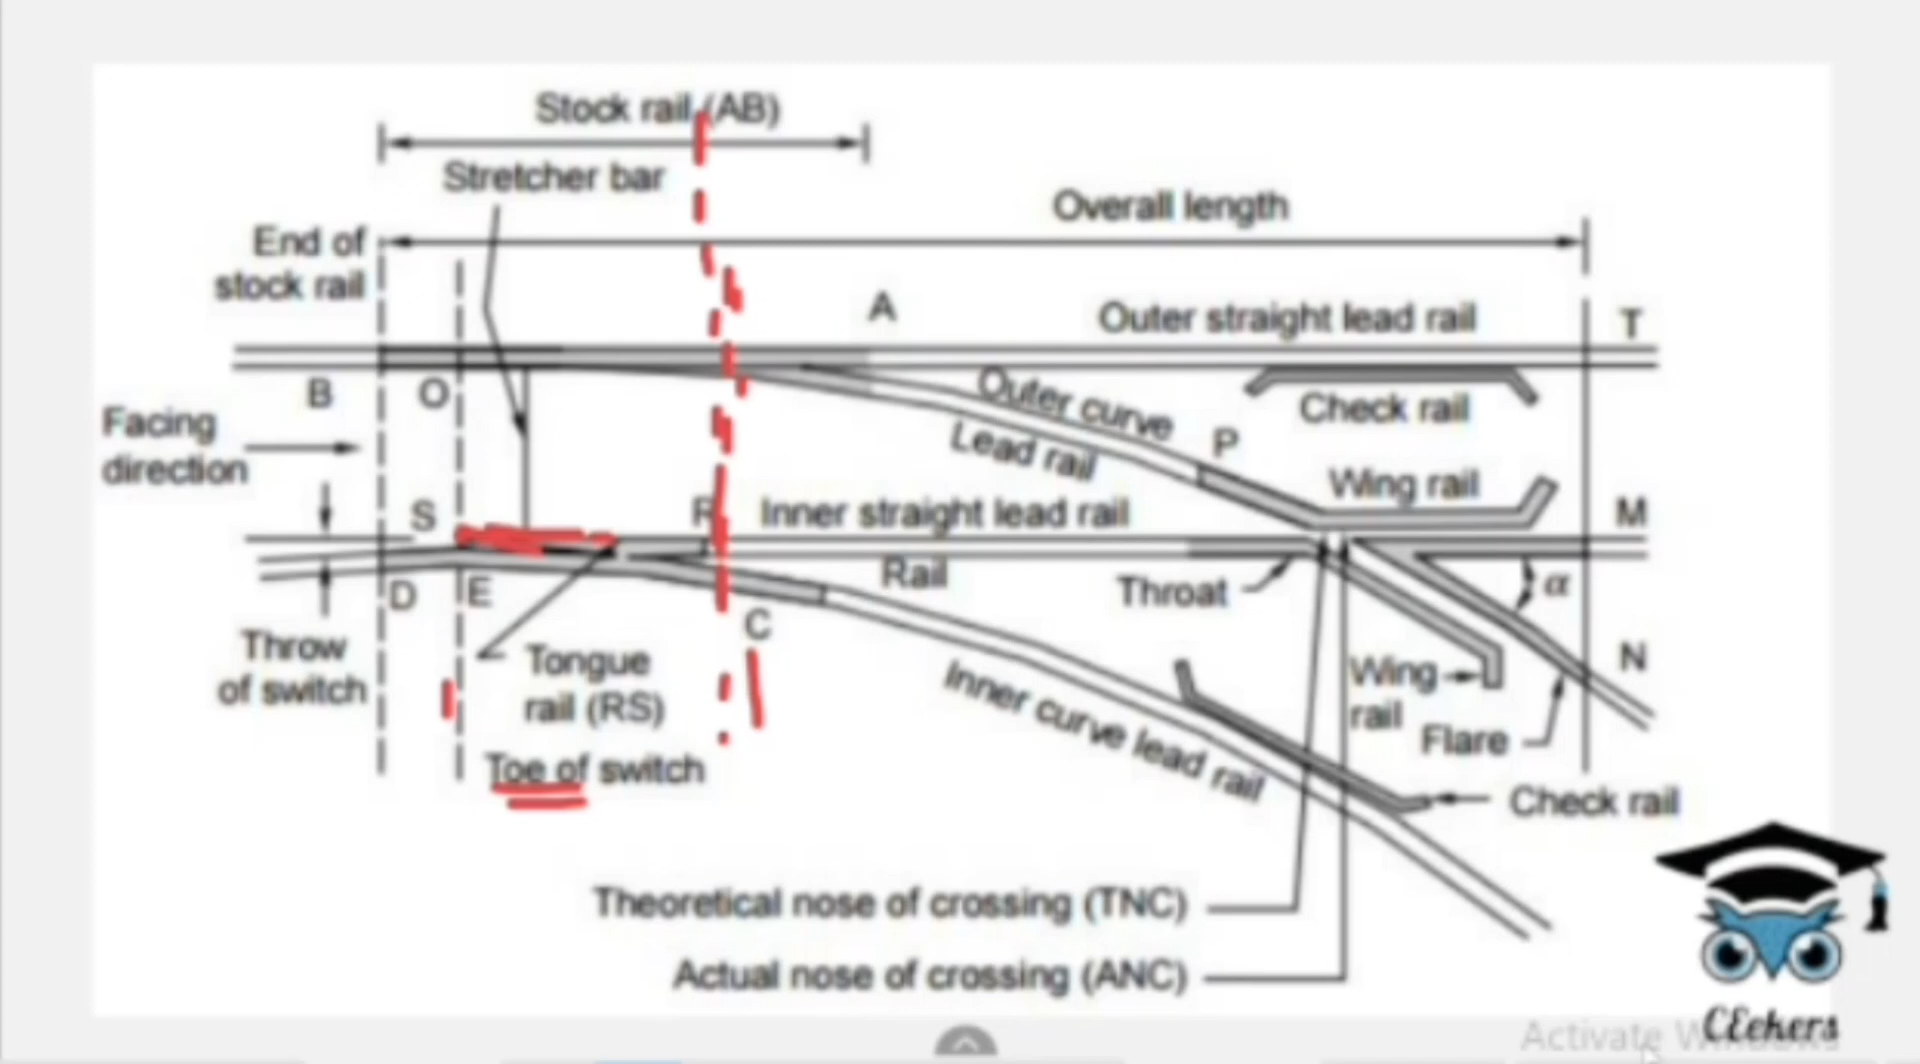 Stock rail (AB)
Stretcher bar
Overall length
End of
stock rail
A
Outer straight lead rail
T
B
O
Outer curve
Lead rail
Check rail
Facing
direction
P
Wing rail
S
R
Inner straight lead rail
M
Rail
Throat
α
D
E
C
Throw
of switch
Tongue
rail (RS)
N
Wing
rail
Inner curve lead rail
Flare
Toe of switch
Check rail
Theoretical nose of crossing (TNC)
Actual nose of crossing (ANC)
CEekers
Activate